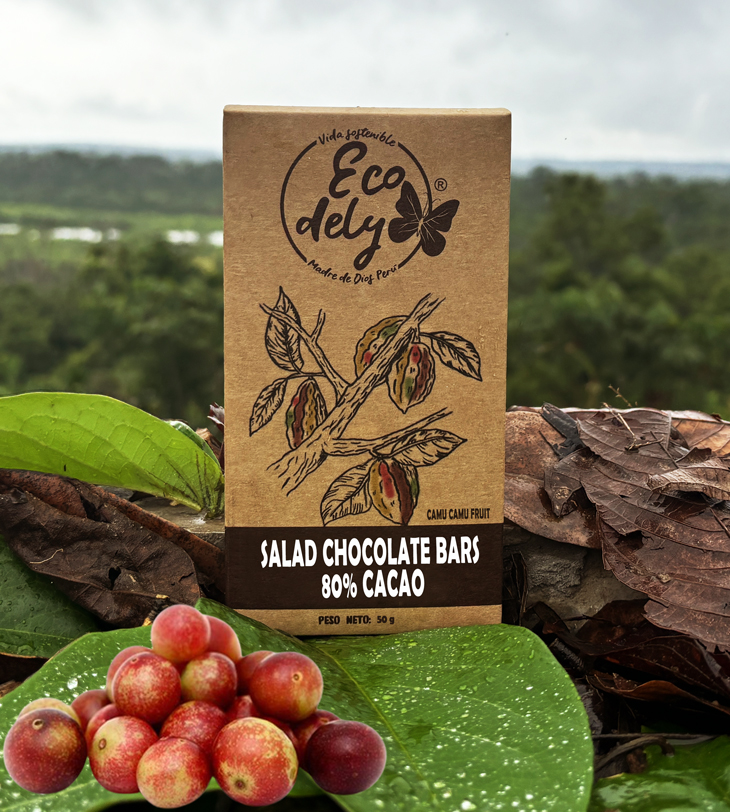 Vida sostenible
Eco
dely
®
Madre de Dios Perú
CAMU CAMU FRUIT
SALAD CHOCOLATE BARS
80% CACAO
PESO NETO: 50 g